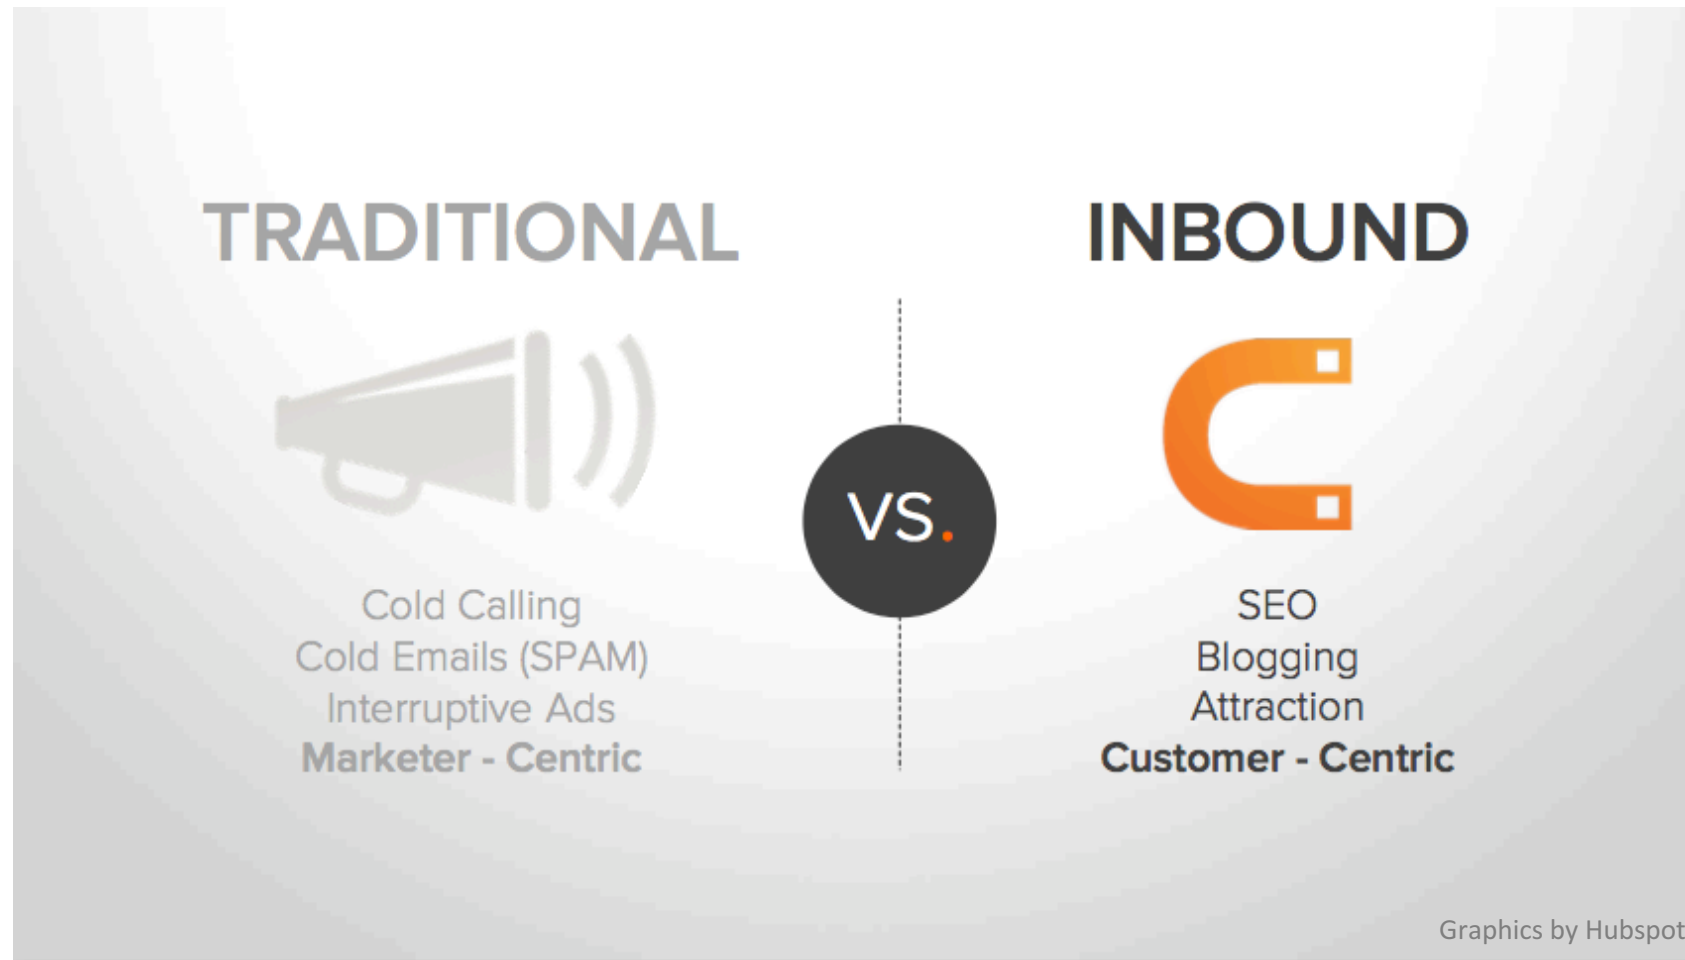 TRADITIONAL
Cold Calling
Cold Emails (SPAM)
Interruptive Ads
Marketer - Centric
VS.
INBOUND
SEO
Blogging
Attraction
Customer - Centric
Graphics by Hubspot